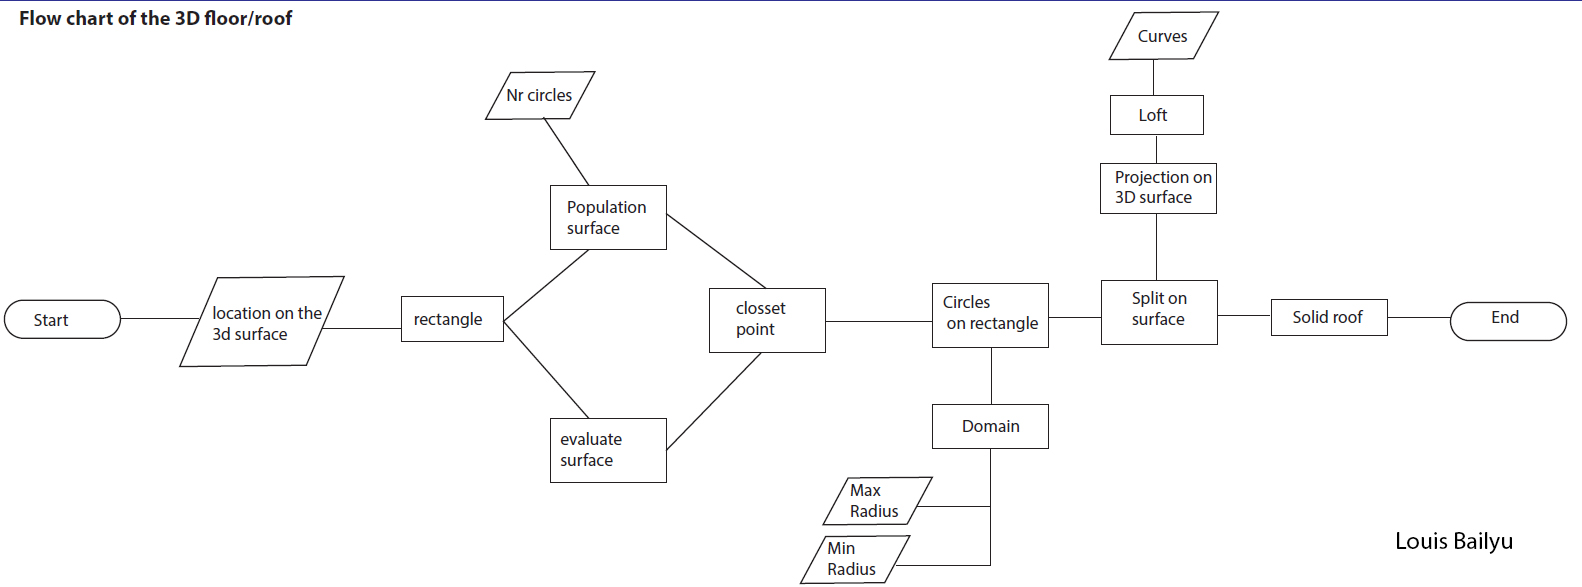 Flow chart of the 3D floor/roof
Curves
Nr circles
Loft
Projection on
3D surface
Population
surface
Start
location on the
3d surface
rectangle
closset
point
Circles
on rectangle
Split on
surface
Solid roof
End
evaluate
surface
Domain
Max
Radius
Min
Radius
Louis Bailyu